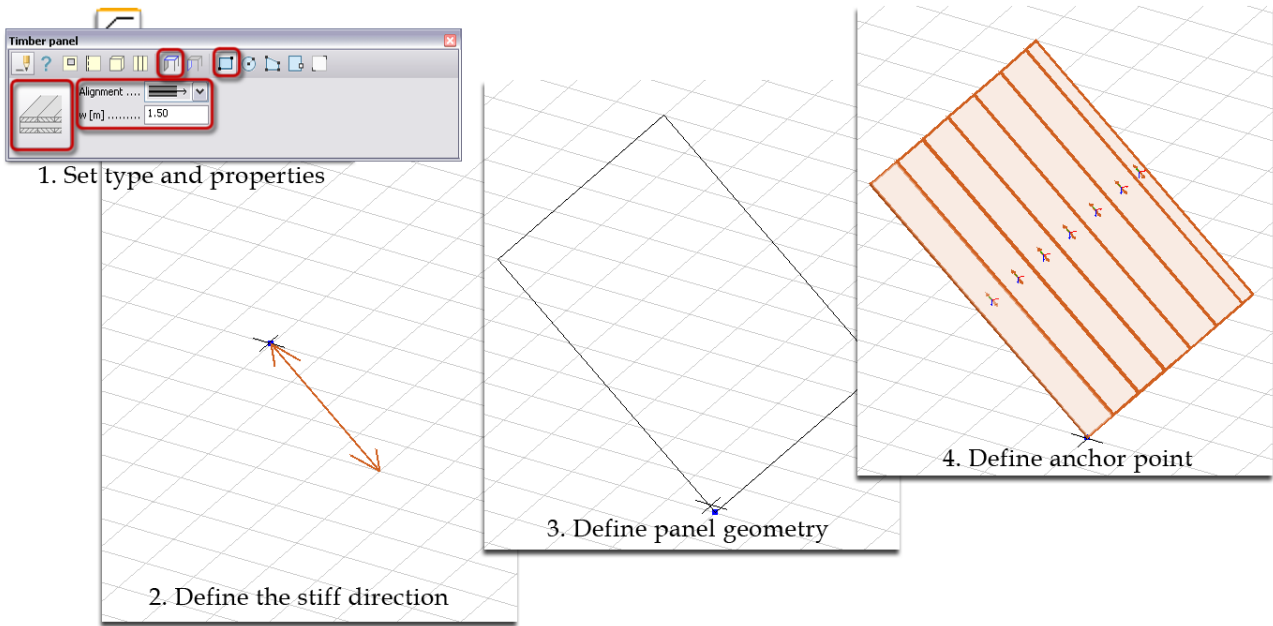 Timber panel
Alignment ....
w [m] ......... 1.50
1. Set type and properties
2. Define the stiff direction
3. Define panel geometry
4. Define anchor point